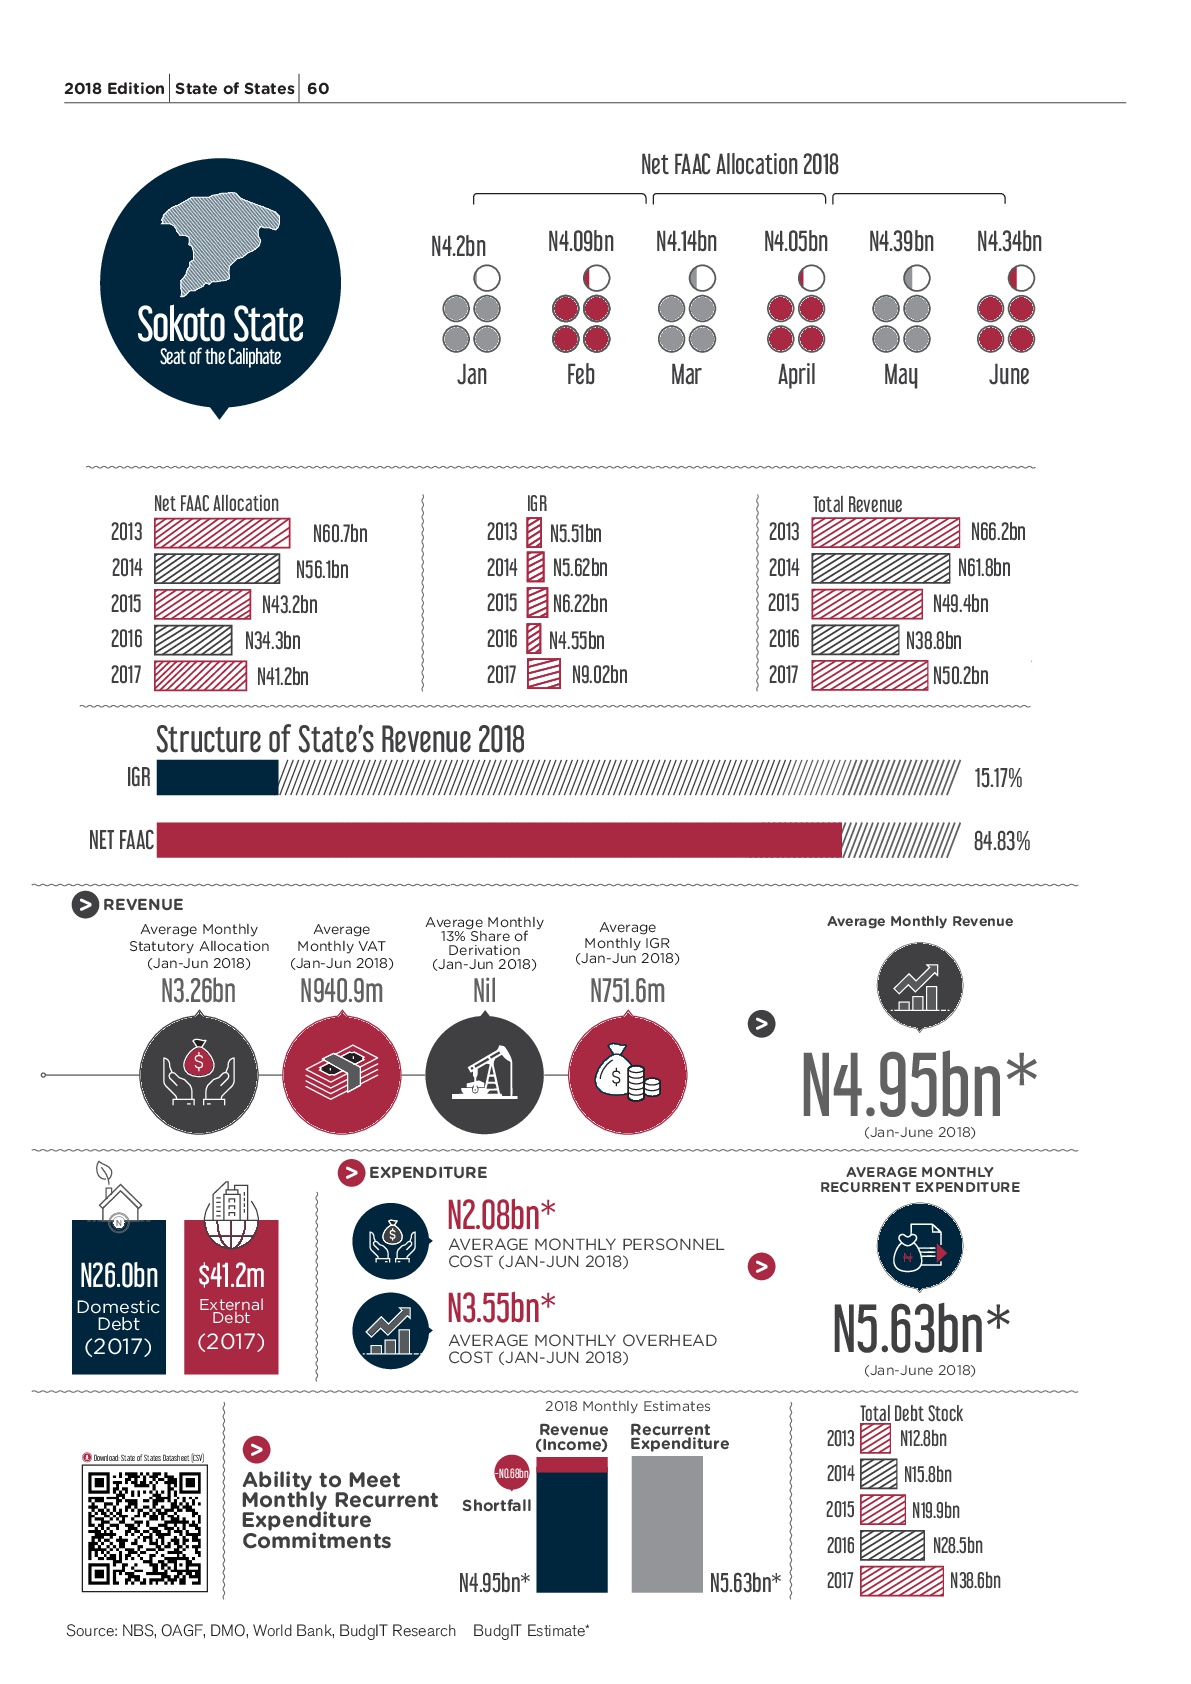 2018 Edition State of States 60
Net FAAC Allocation 2018
Sokoto State
Seat of the Caliphate
N4.2bn N4.09bn N4.14bn N4.05bn N4.39bn N4.34bn
Jan Feb Mar April May June
Net FAAC Allocation
2013 N60.7bn
2014 N56.1bn
2015 N43.2bn
2016 N34.3bn
2017 N41.2bn
IGR
2013 N5.51bn
2014 N5.62bn
2015 N6.22bn
2016 N4.55bn
2017 N9.02bn
Total Revenue
2013 N66.2bn
2014 N61.8bn
2015 N49.4bn
2016 N38.8bn
2017 N50.2bn
Structure of State's Revenue 2018
IGR 15.17%
NET FAAC 84.83%
> REVENUE
Average Monthly
Statutory Allocation
(Jan-Jun 2018)
N3.26bn
Average
Monthly VAT
(Jan-Jun 2018)
N940.9m
Average Monthly
13% Share of
Derivation
(Jan-Jun 2018)
Nil
Average
Monthly IGR
(Jan-Jun 2018)
N751.6m
>
Average Monthly Revenue
N4.95bn*
(Jan-June 2018)
N26.0bn
Domestic
Debt
(2017)
$41.2m
External
Debt
(2017)
> EXPENDITURE
N2.08bn*
AVERAGE MONTHLY PERSONNEL
COST (JAN-JUN 2018)
N3.55bn*
AVERAGE MONTHLY OVERHEAD
COST (JAN-JUN 2018)
>
AVERAGE MONTHLY
RECURRENT EXPENDITURE
N5.63bn*
(Jan-June 2018)
Download: State of States Datasheet (CSV)
>
Ability to Meet
Monthly Recurrent
Expenditure
Commitments
2018 Monthly Estimates
Revenue
(Income)
Recurrent
Expenditure
-N0.68bn
Shortfall
N4.95bn*
N5.63bn*
Total Debt Stock
2013 N12.8bn
2014 N15.8bn
2015 N19.9bn
2016 N28.5bn
2017 N38.6bn
Source: NBS, OAGF, DMO, World Bank, BudgIT Research BudgIT Estimate*